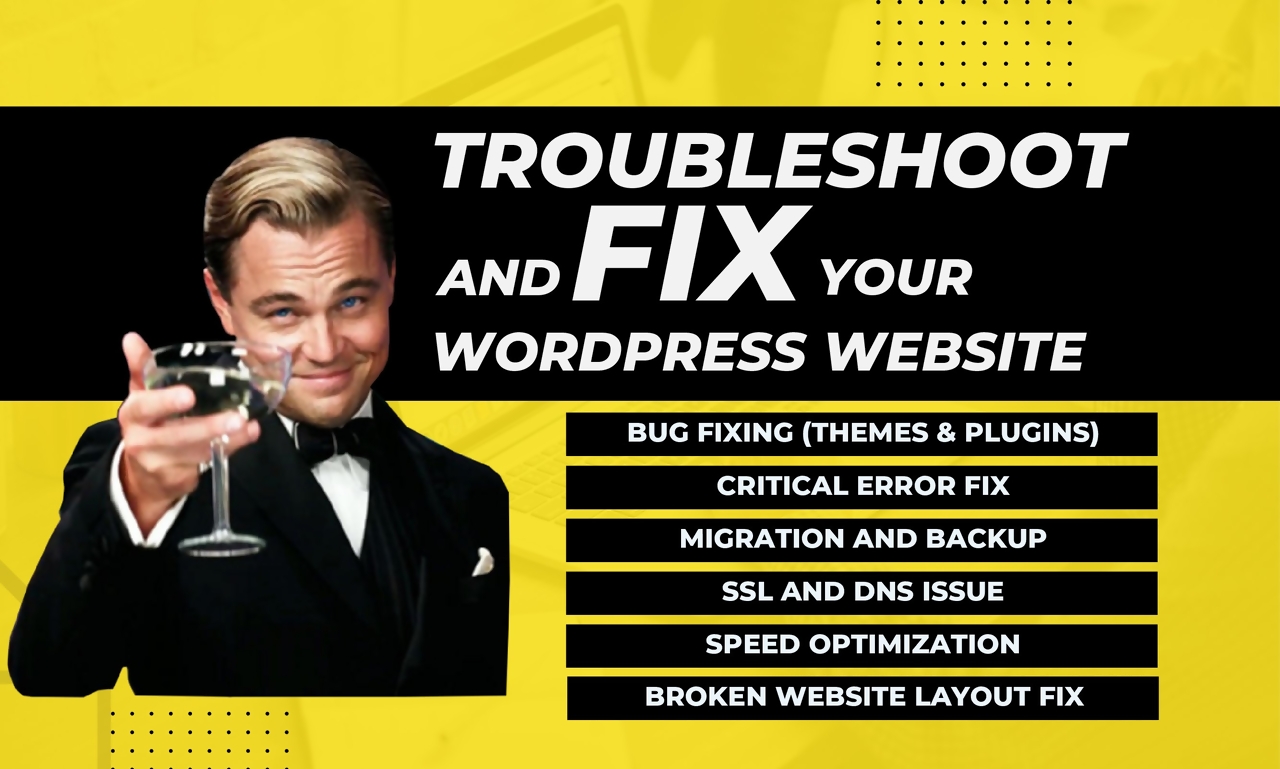 TROUBLESHOOT
AND FIX YOUR
WORDPRESS WEBSITE
BUG FIXING (THEMES & PLUGINS)
CRITICAL ERROR FIX
MIGRATION AND BACKUP
SSL AND DNS ISSUE
SPEED OPTIMIZATION
BROKEN WEBSITE LAYOUT FIX